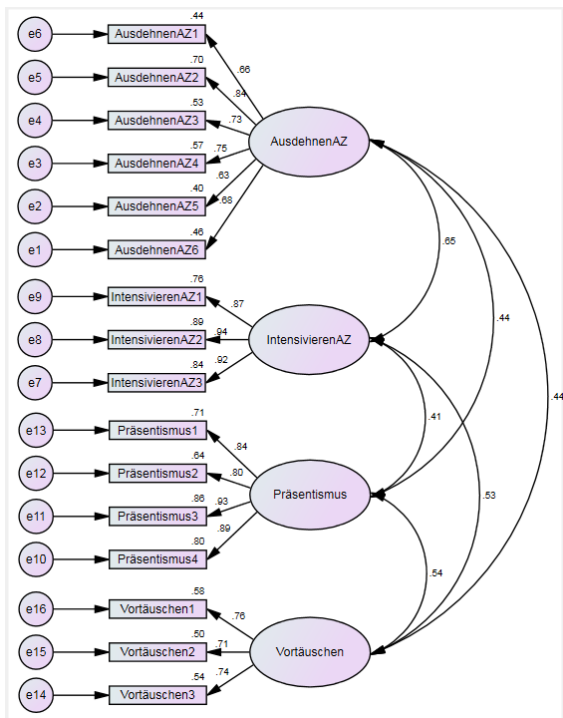 .44
e6 AusdehnenAZ1
.66
.70
e5 AusdehnenAZ2
.84
.53
e4 AusdehnenAZ3
.73
AusdehnenAZ
.57
e3 AusdehnenAZ4
.75
.40
e2 AusdehnenAZ5
.63
.46
e1 AusdehnenAZ6
.68
.65
.76
e9 IntensivierenAZ1
.87
.44
.89
e8 IntensivierenAZ2
.94
IntensivierenAZ
.84
e7 IntensivierenAZ3
.92
.44
.71
e13 Präsentismus1
.84
.41
.64
e12 Präsentismus2
.80
.86
e11 Präsentismus3
.93
Präsentismus
.53
.80
e10 Präsentismus4
.89
.54
.58
e16 Vortäuschen1
.76
.50
e15 Vortäuschen2
.71
Vortäuschen
.54
e14 Vortäuschen3
.74